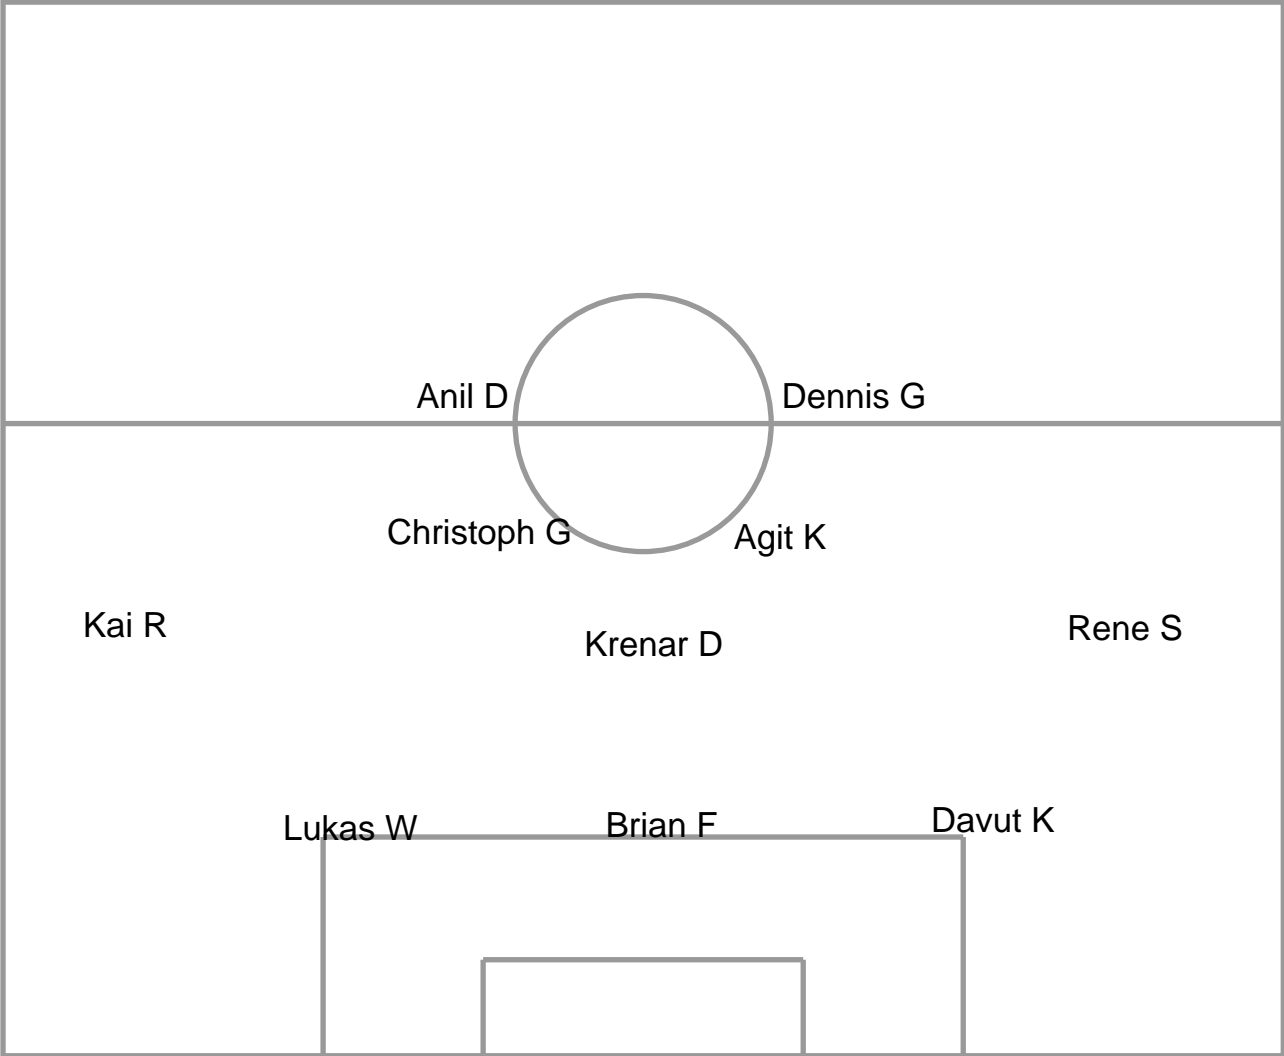 Anil D
Dennis G
Christoph G
Agit K
Kai R
Krenar D
Rene S
Lukas W
Brian F
Davut K